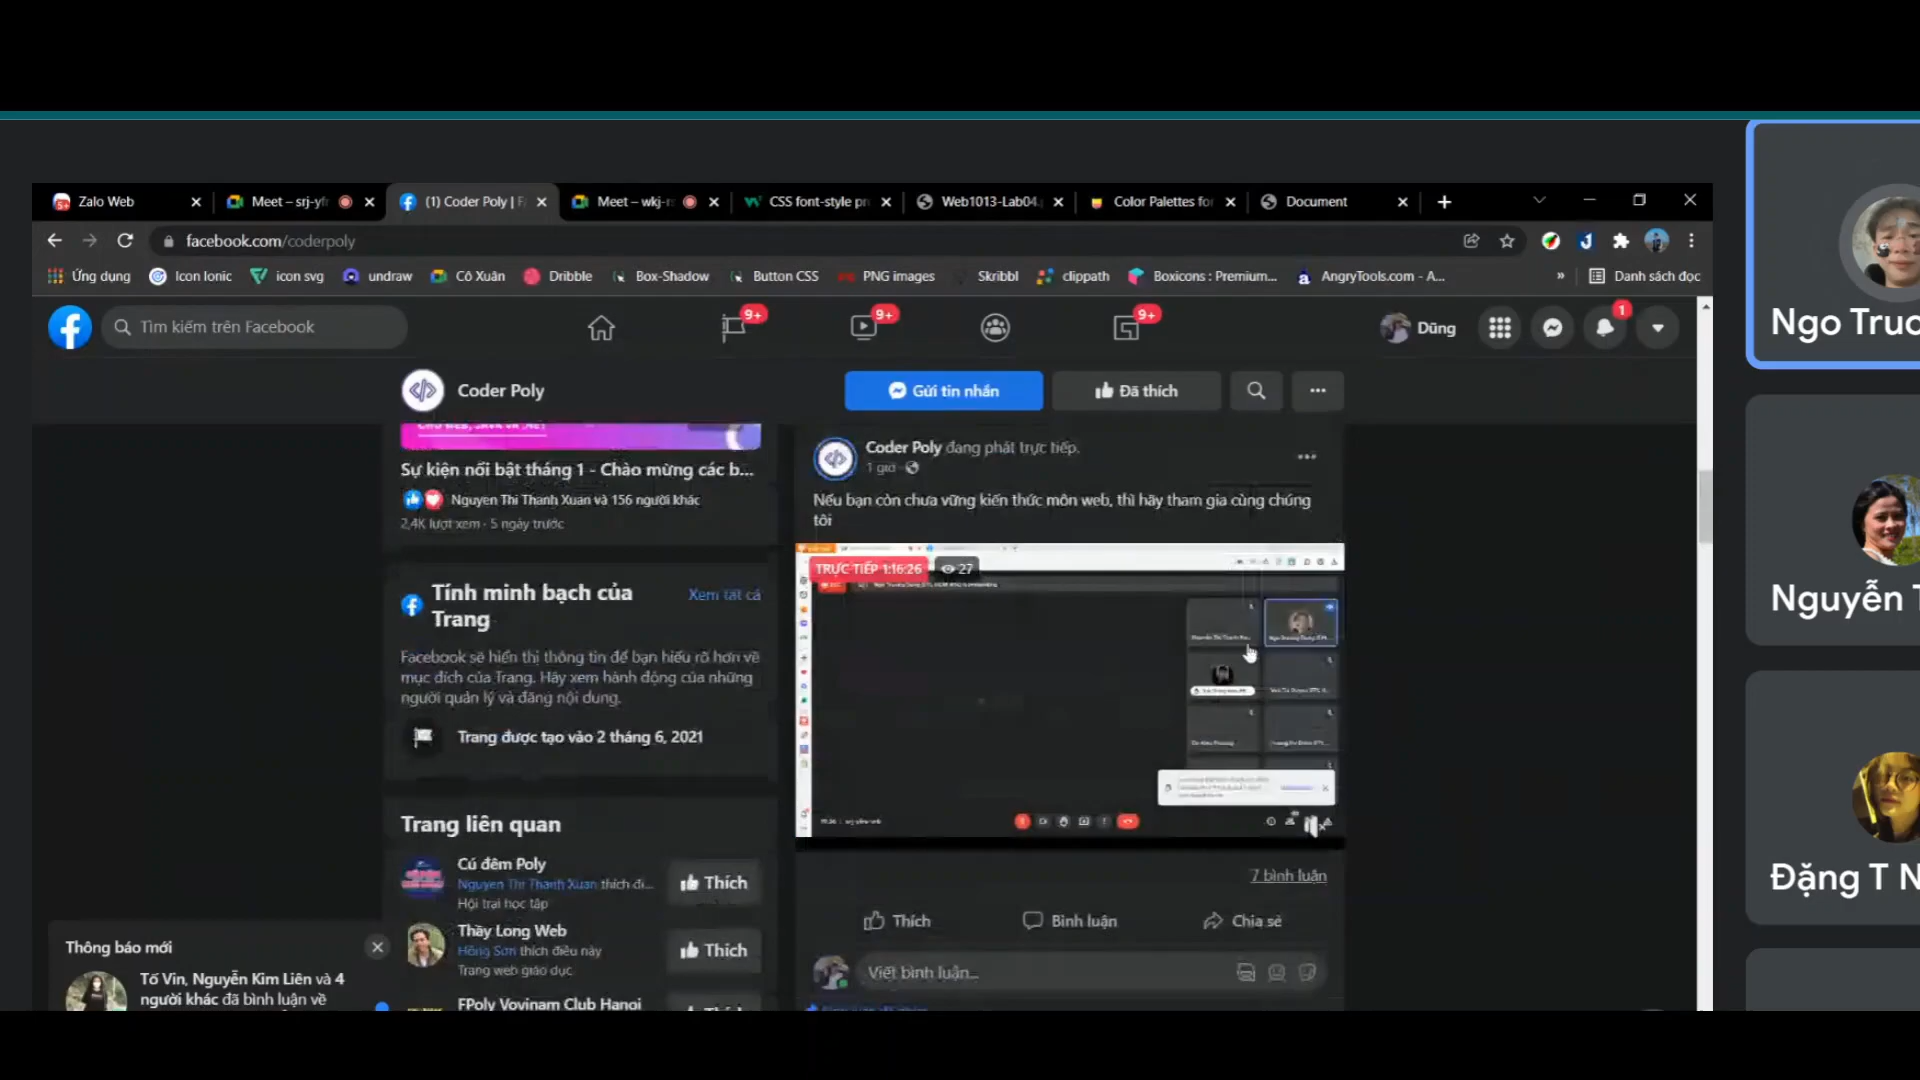 Zalo Web
Meet – srj-yf
(1) Coder Poly | F
Meet – wkj-r
CSS font-style pr
Web1013-Lab04.
Color Palettes for
Document
facebook.com/coderpoly
Ứng dụng
Icon Ionic
icon svg
undraw
Cô Xuân
Dribble
Box-Shadow
Button CSS
PNG images
Skribbl
clippath
Boxicons : Premium...
AngryTools.com - A...
»
Danh sách đọc
Tìm kiếm trên Facebook
9+
9+
9+
Dũng
1
Coder Poly
Gửi tin nhắn
Đã thích
Sự kiện nổi bật tháng 1 - Chào mừng các b...
Nguyen Thi Thanh Xuan và 156 người khác
2,4K lượt xem · 5 ngày trước
Tính minh bạch của
Trang
Xem tất cả
Facebook sẽ hiển thị thông tin để bạn hiểu rõ hơn về
mục đích của Trang. Hãy xem hành động của những
người quản lý và đăng nội dung.
Trang được tạo vào 2 tháng 6, 2021
Trang liên quan
Cú đêm Poly
Nguyen Thi Thanh Xuan thích đi...
Hội trại học tập
Thích
Thầy Long Web
Hồng Sơn thích điều này
Trang web giáo dục
Thích
FPoly Vovinam Club Hanoi
Thông báo mới
Tố Vin, Nguyễn Kim Liên và 4
người khác đã bình luận về
Coder Poly đang phát trực tiếp.
1 giờ ·
Nếu bạn còn chưa vững kiến thức môn web, thì hãy tham gia cùng chúng
tôi
TRỰC TIẾP 1:16:26
27
7 bình luận
Thích
Bình luận
Chia sẻ
Viết bình luận...
Ngo Truo
Nguyễn T
Đặng T N